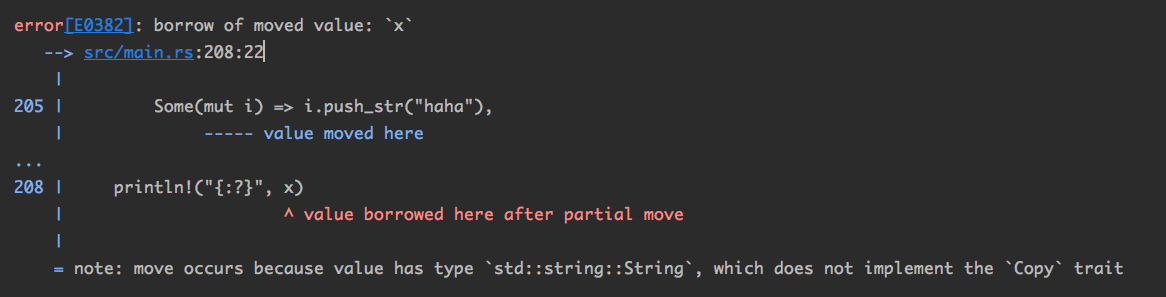 error[E0382]: borrow of moved value: `x`
   --> src/main.rs:208:22
    |
205 |         Some(mut i) => i.push_str("haha"),
    |              ----- value moved here
...
208 |     println!("{:?}", x)
    |                      ^ value borrowed here after partial move
    |
    = note: move occurs because value has type `std::string::String`, which does not implement the `Copy` trait